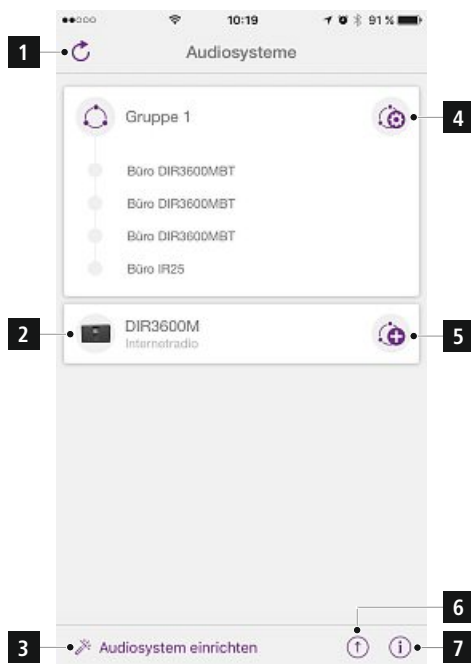 10:19
91 %
1
Audiosysteme
Gruppe 1
4
Büro DIR3600MBT
Büro DIR3600MBT
Büro DIR3600MBT
Büro IR25
2
DIR3600M
Internetradio
5
6
3
Audiosystem einrichten
7